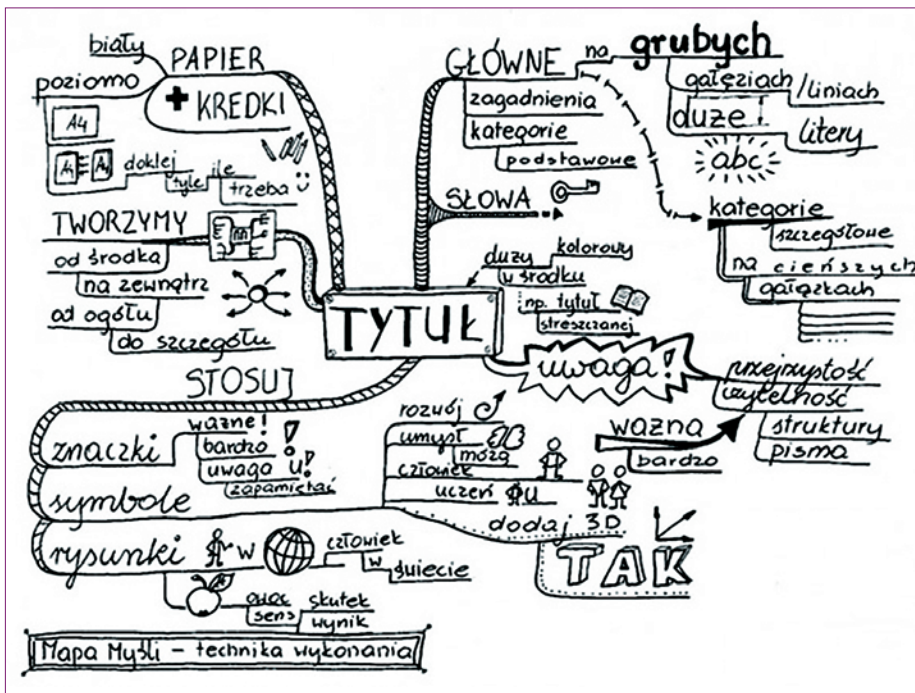 biały
PAPIER
poziomo
+ KREDKI
A4
A4 A4
doklej
tyle
ile
trzeba
TWORZYMY
od środka
na zewnątrz
od ogółu
do szczegółu
GŁÓWNE
na
grubych
gałęziach
/liniach
duże
litery
abc
zagadnienia
kategorie
podstawowe
SŁOWA
kategorie
szczegółowe
na cieńszych
gałązkach
TYTUŁ
duży
kolorowy
w środku
np. tytuł
streszczanej
uwaga!
przejrzystość
czytelność
struktury
pisma
ważna
bardzo
STOSUJ
znaczki
ważne!
bardzo
uwaga u!
zapamiętać
symbole
rozwój
umysł
mózg
człowiek
uczeń
u
dodaj 3D
TAK
rysunki
w
człowiek
w
świecie
owoc
sens
skutek
wynik
Mapa Myśli – technika wykonania